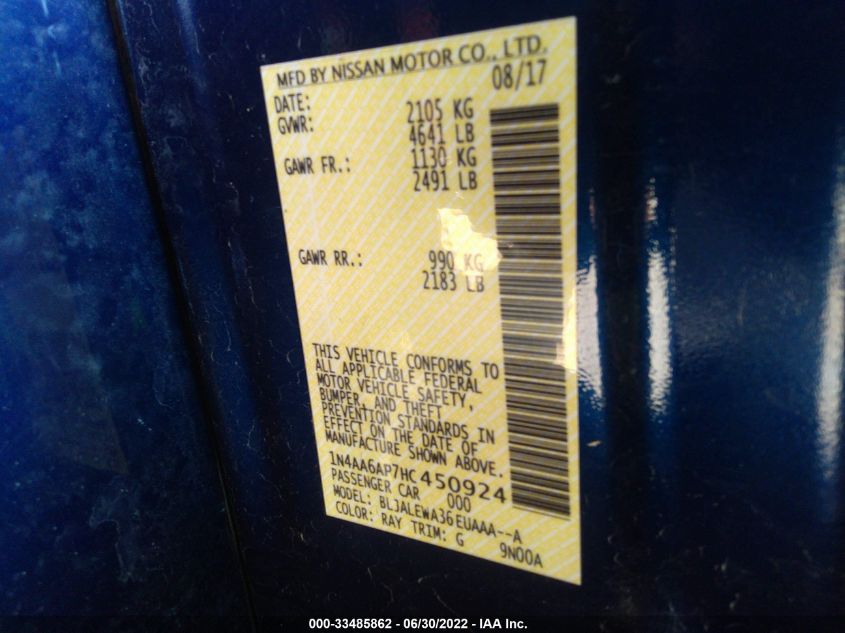 MFD BY NISSAN MOTOR CO., LTD.
DATE: 08/17
GVWR: 2105 KG
4641 LB
GAWR FR.: 1130 KG
2491 LB
GAWR RR.: 990 KG
2183 LB
THIS VEHICLE CONFORMS TO
ALL APPLICABLE FEDERAL
MOTOR VEHICLE SAFETY,
BUMPER, AND THEFT
PREVENTION STANDARDS IN
EFFECT ON THE DATE OF
MANUFACTURE SHOWN ABOVE.
1N4AA6AP7HC450924
PASSENGER CAR 000
MODEL: BLJALEWA36EUAAA--A
COLOR: RAY TRIM: G 9N00A
000-33485862 - 06/30/2022 - IAA Inc.